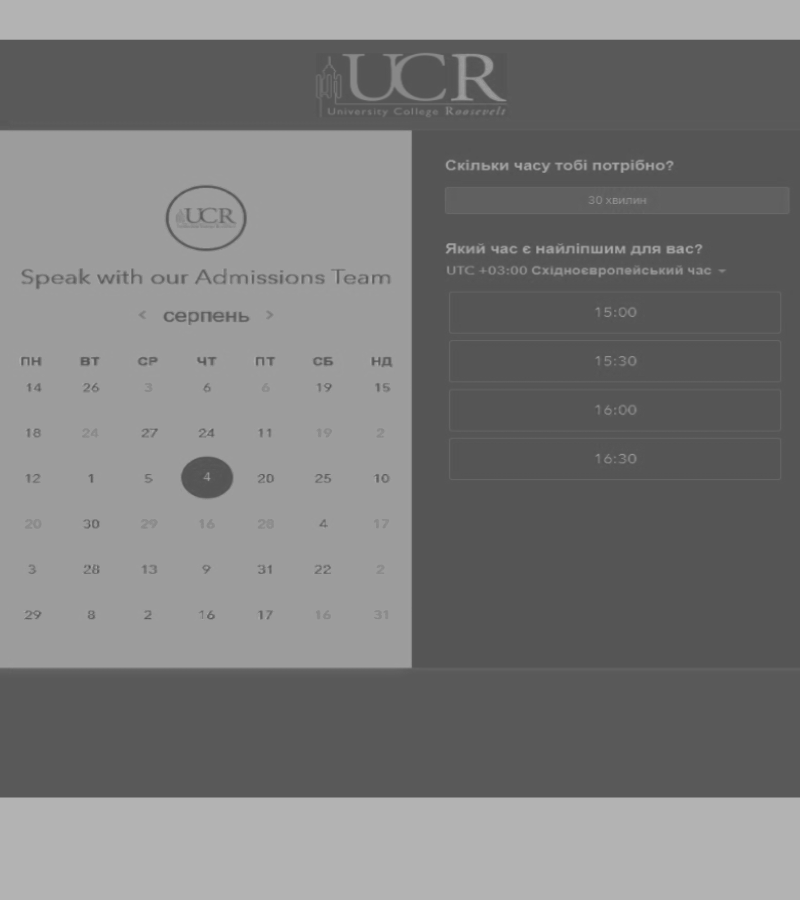 UCR
University College Roosevelt
UCR
Speak with our Admissions Team
< серпень >
ПН ВТ СР ЧТ ПТ СБ НД
14 26 3 6 6 19 15
18 24 27 24 11 19 2
12 1 5 4 20 25 10
20 30 29 16 28 4 17
3 28 13 9 31 22 2
29 8 2 16 17 16 31
Скільки часу тобі потрібно?
30 хвилин
Який час є найліпшим для вас?
UTC +03:00 Східноєвропейський час
15:00
15:30
16:00
16:30